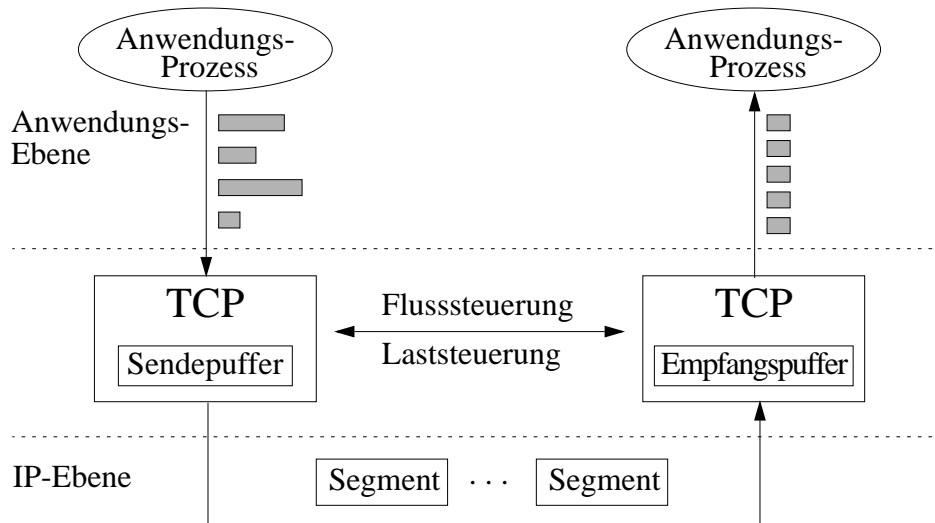 Anwendungs-
Prozess
Anwendungs-
Prozess
Anwendungs-
Ebene
TCP
Sendepuffer
Flusssteuerung
Laststeuerung
TCP
Empfangspuffer
IP-Ebene
Segment · · · Segment